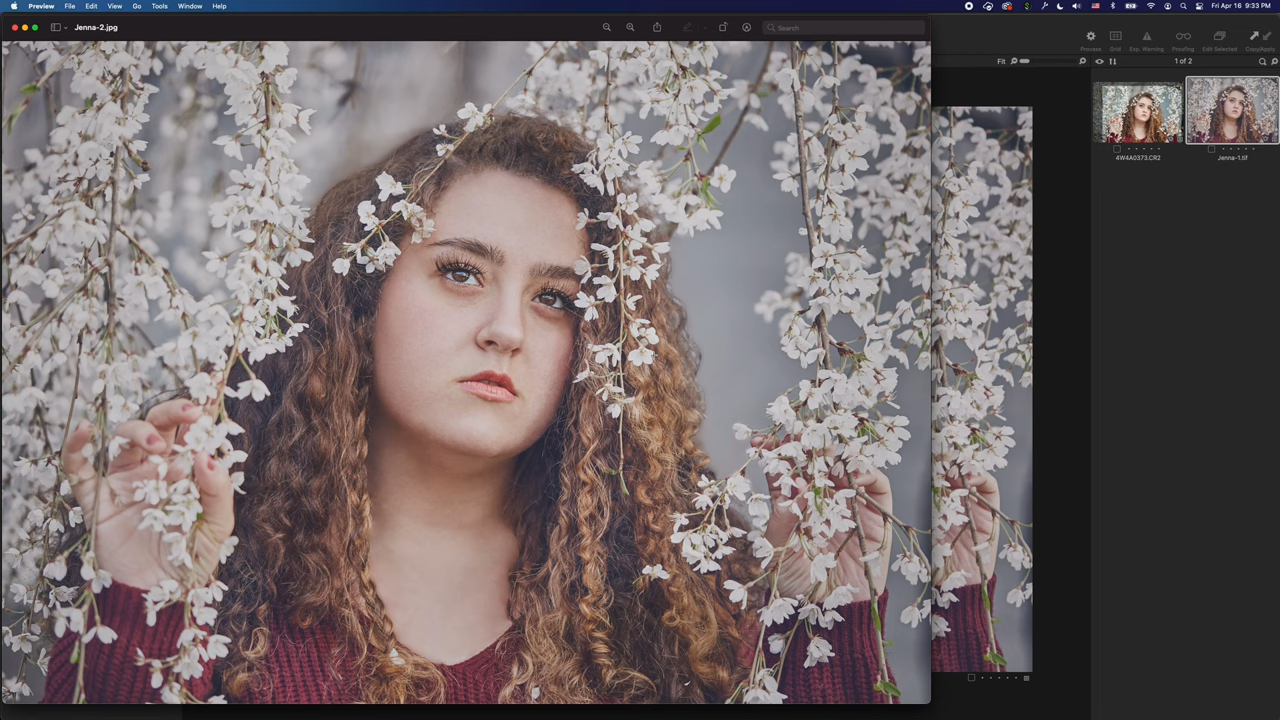 Preview File Edit View Go Tools Window Help
Fri Apr 16 9:33 PM
Jenna-2.jpg
Search
Process Grid Exp. Warning Proofing Edit Selected Copy/Apply
Fit
1 of 2
4W4A0373.CR2
Jenna-1.tif